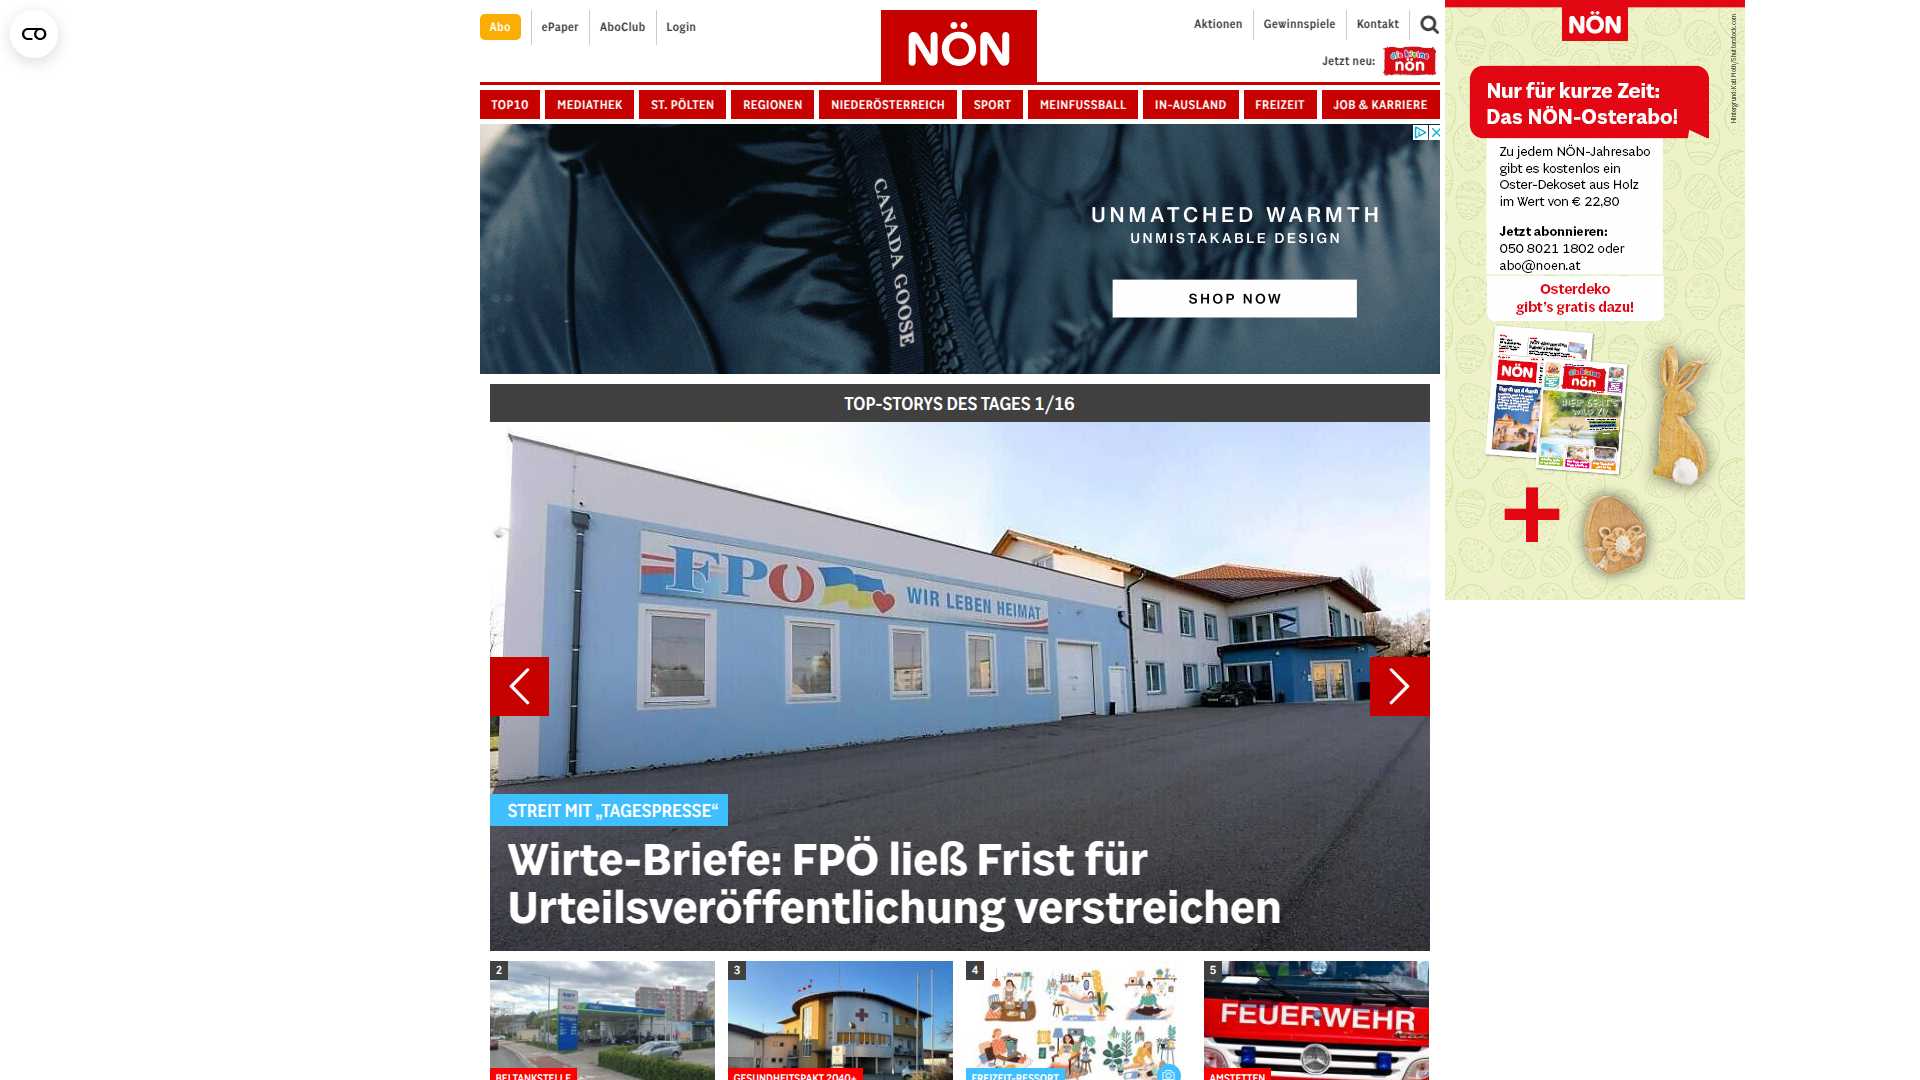 Abo
ePaper
AboClub
Login
NÖN
Aktionen
Gewinnspiele
Kontakt
Jetzt neu:
die kleine
nön
TOP10
MEDIATHEK
ST. PÖLTEN
REGIONEN
NIEDERÖSTERREICH
SPORT
MEINFUSSBALL
IN-AUSLAND
FREIZEIT
JOB & KARRIERE
CANADA GOOSE
UNMATCHED WARMTH
UNMISTAKABLE DESIGN
SHOP NOW
TOP-STORYS DES TAGES 1/16
FPÖ
WIR LEBEN HEIMAT
STREIT MIT „TAGESPRESSE“
Wirte-Briefe: FPÖ ließ Frist für
Urteilsveröffentlichung verstreichen
2
BELTANKSTELLE
3
GESUNDHEITSPAKT 2040+
4
FREIZEIT-RESSORT
5
FEUERWEHR
AMSTETTEN
NÖN
Nur für kurze Zeit:
Das NÖN-Osterabo!
Zu jedem NÖN-Jahresabo
gibt es kostenlos ein
Oster-Dekoset aus Holz
im Wert von € 22,80
Jetzt abonnieren:
050 8021 1802 oder
abo@noen.at
Osterdeko
gibt's gratis dazu!
NÖN
die kleine
nön